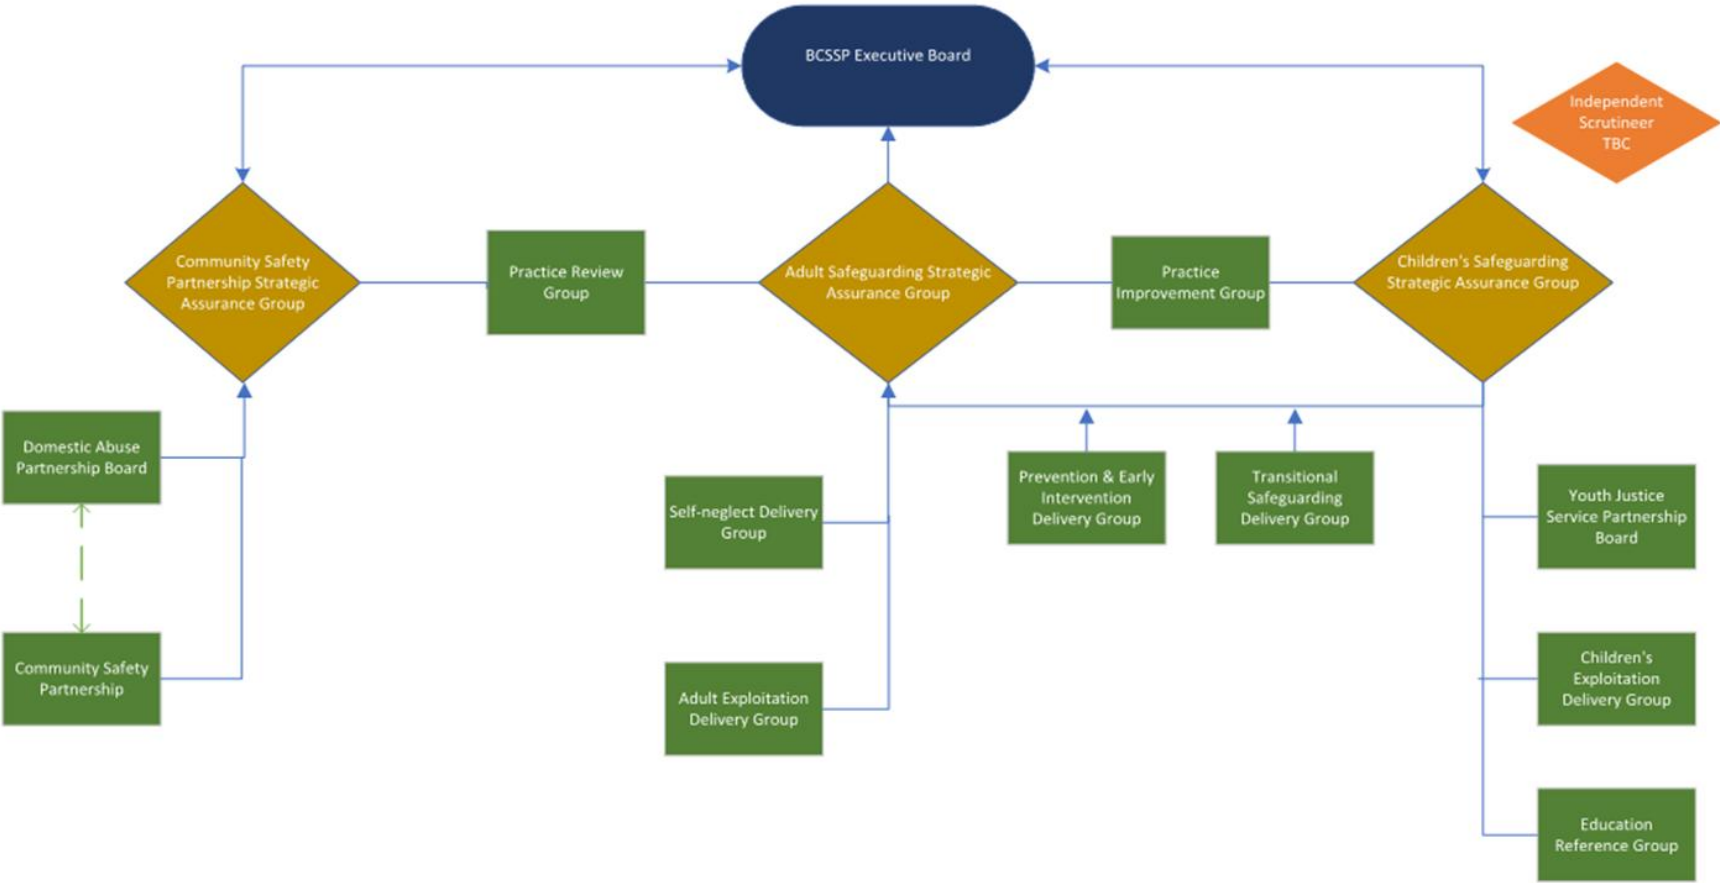 BCSSP Executive Board
Independent
Scrutineer
TBC
Community Safety
Partnership Strategic
Assurance Group
Practice Review
Group
Adult Safeguarding Strategic
Assurance Group
Practice
Improvement Group
Children's Safeguarding
Strategic Assurance Group
Domestic Abuse
Partnership Board
Self-neglect Delivery
Group
Prevention & Early
Intervention
Delivery Group
Transitional
Safeguarding
Delivery Group
Youth Justice
Service Partnership
Board
Community Safety
Partnership
Adult Exploitation
Delivery Group
Children's
Exploitation
Delivery Group
Education
Reference Group